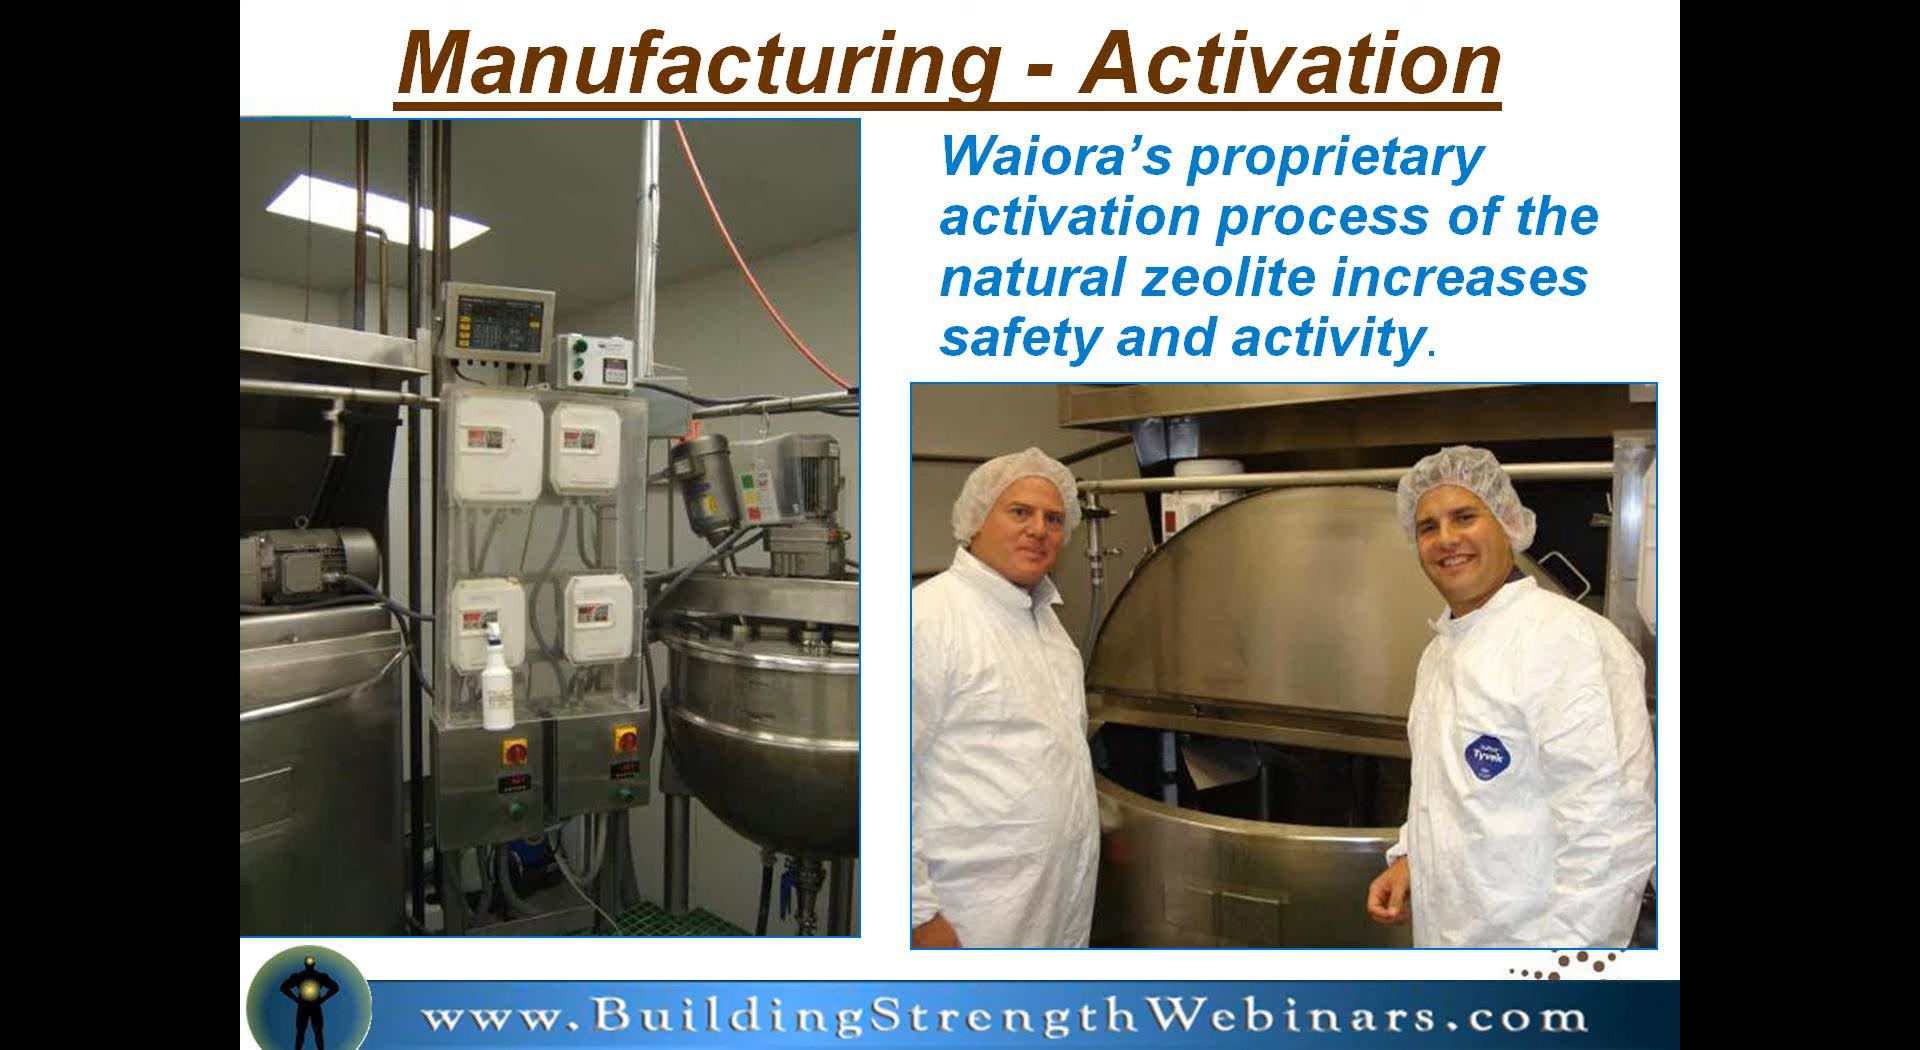 Manufacturing - Activation
Waiora’s proprietary
activation process of the
natural zeolite increases
safety and activity.
Tyvek
www.BuildingStrengthWebinars.com